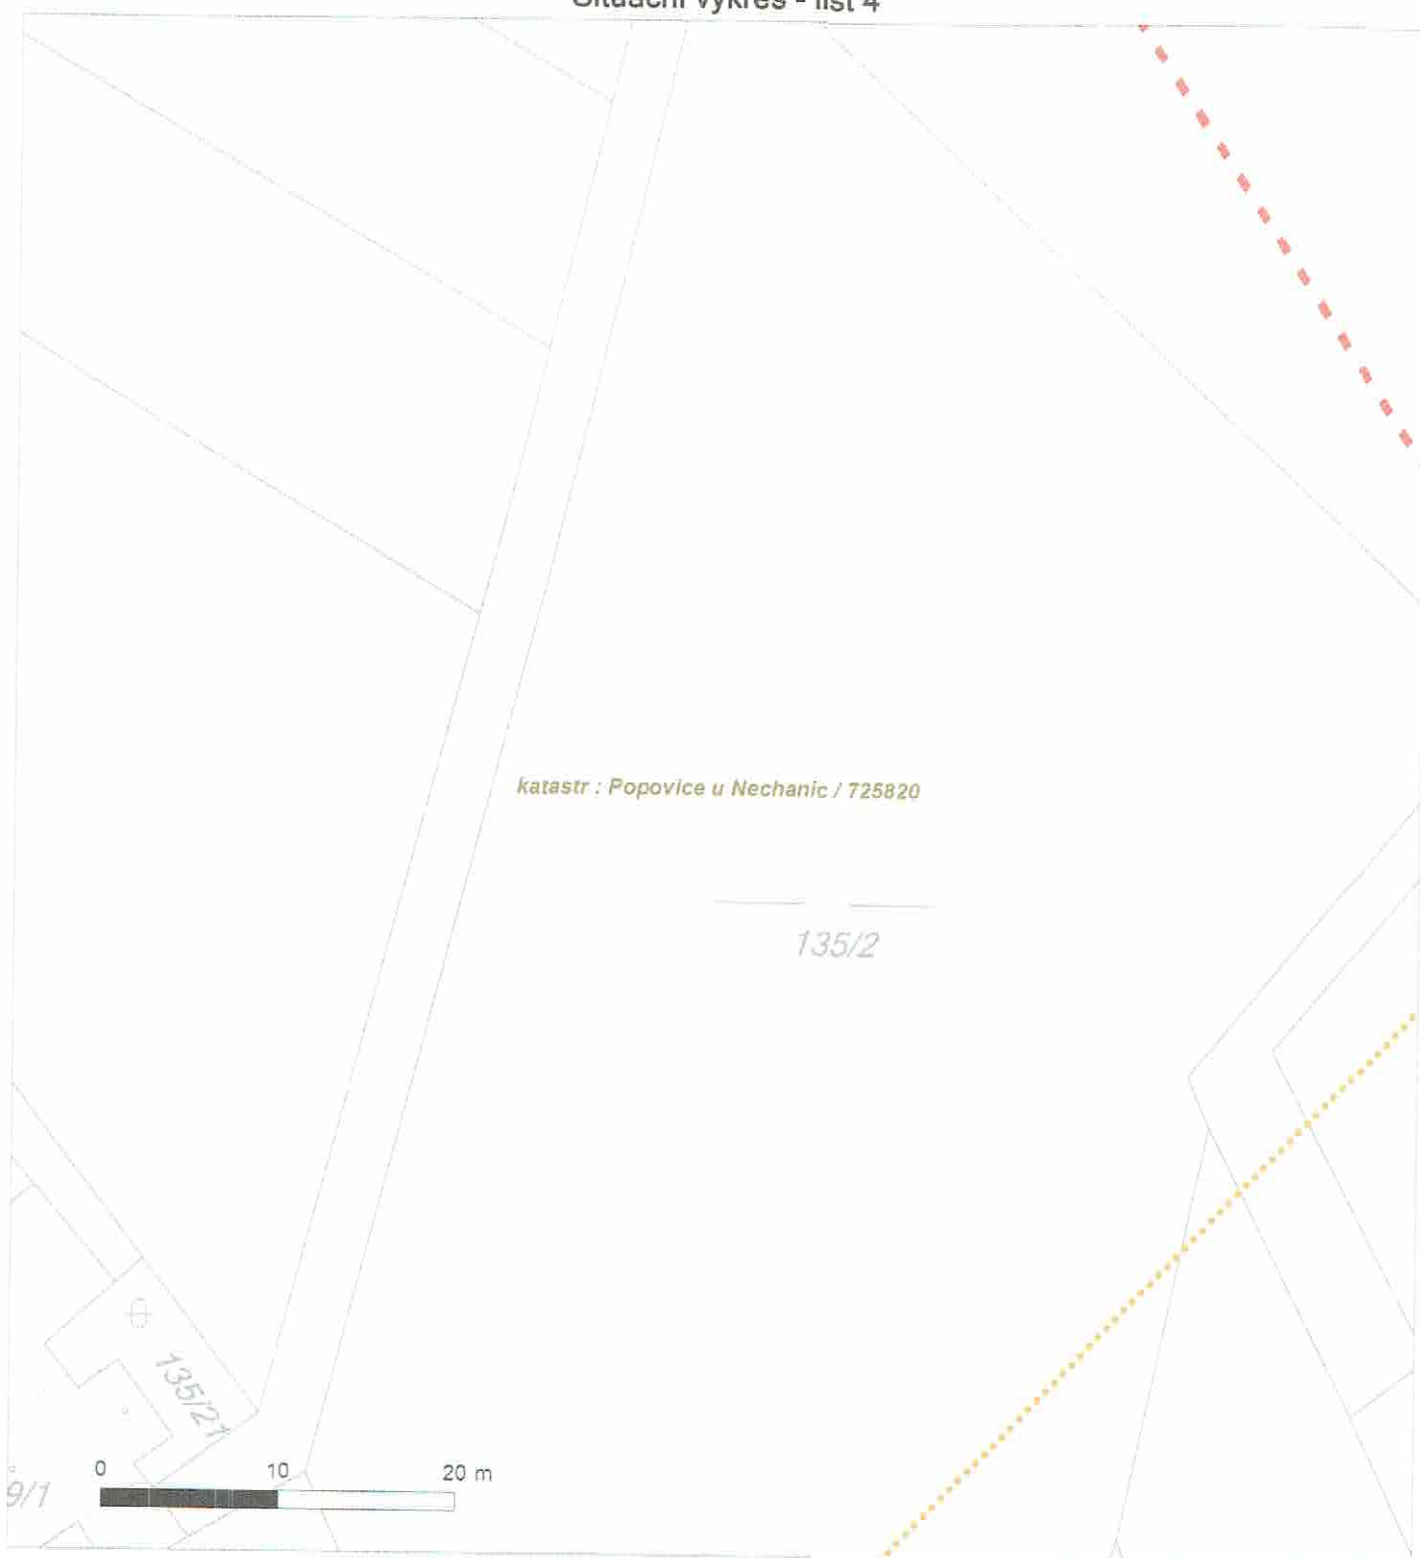 Situační výkres - list 4
katastr : Popovice u Nechanic / 725820
135/2
135/21
0 10 20 m
9/1